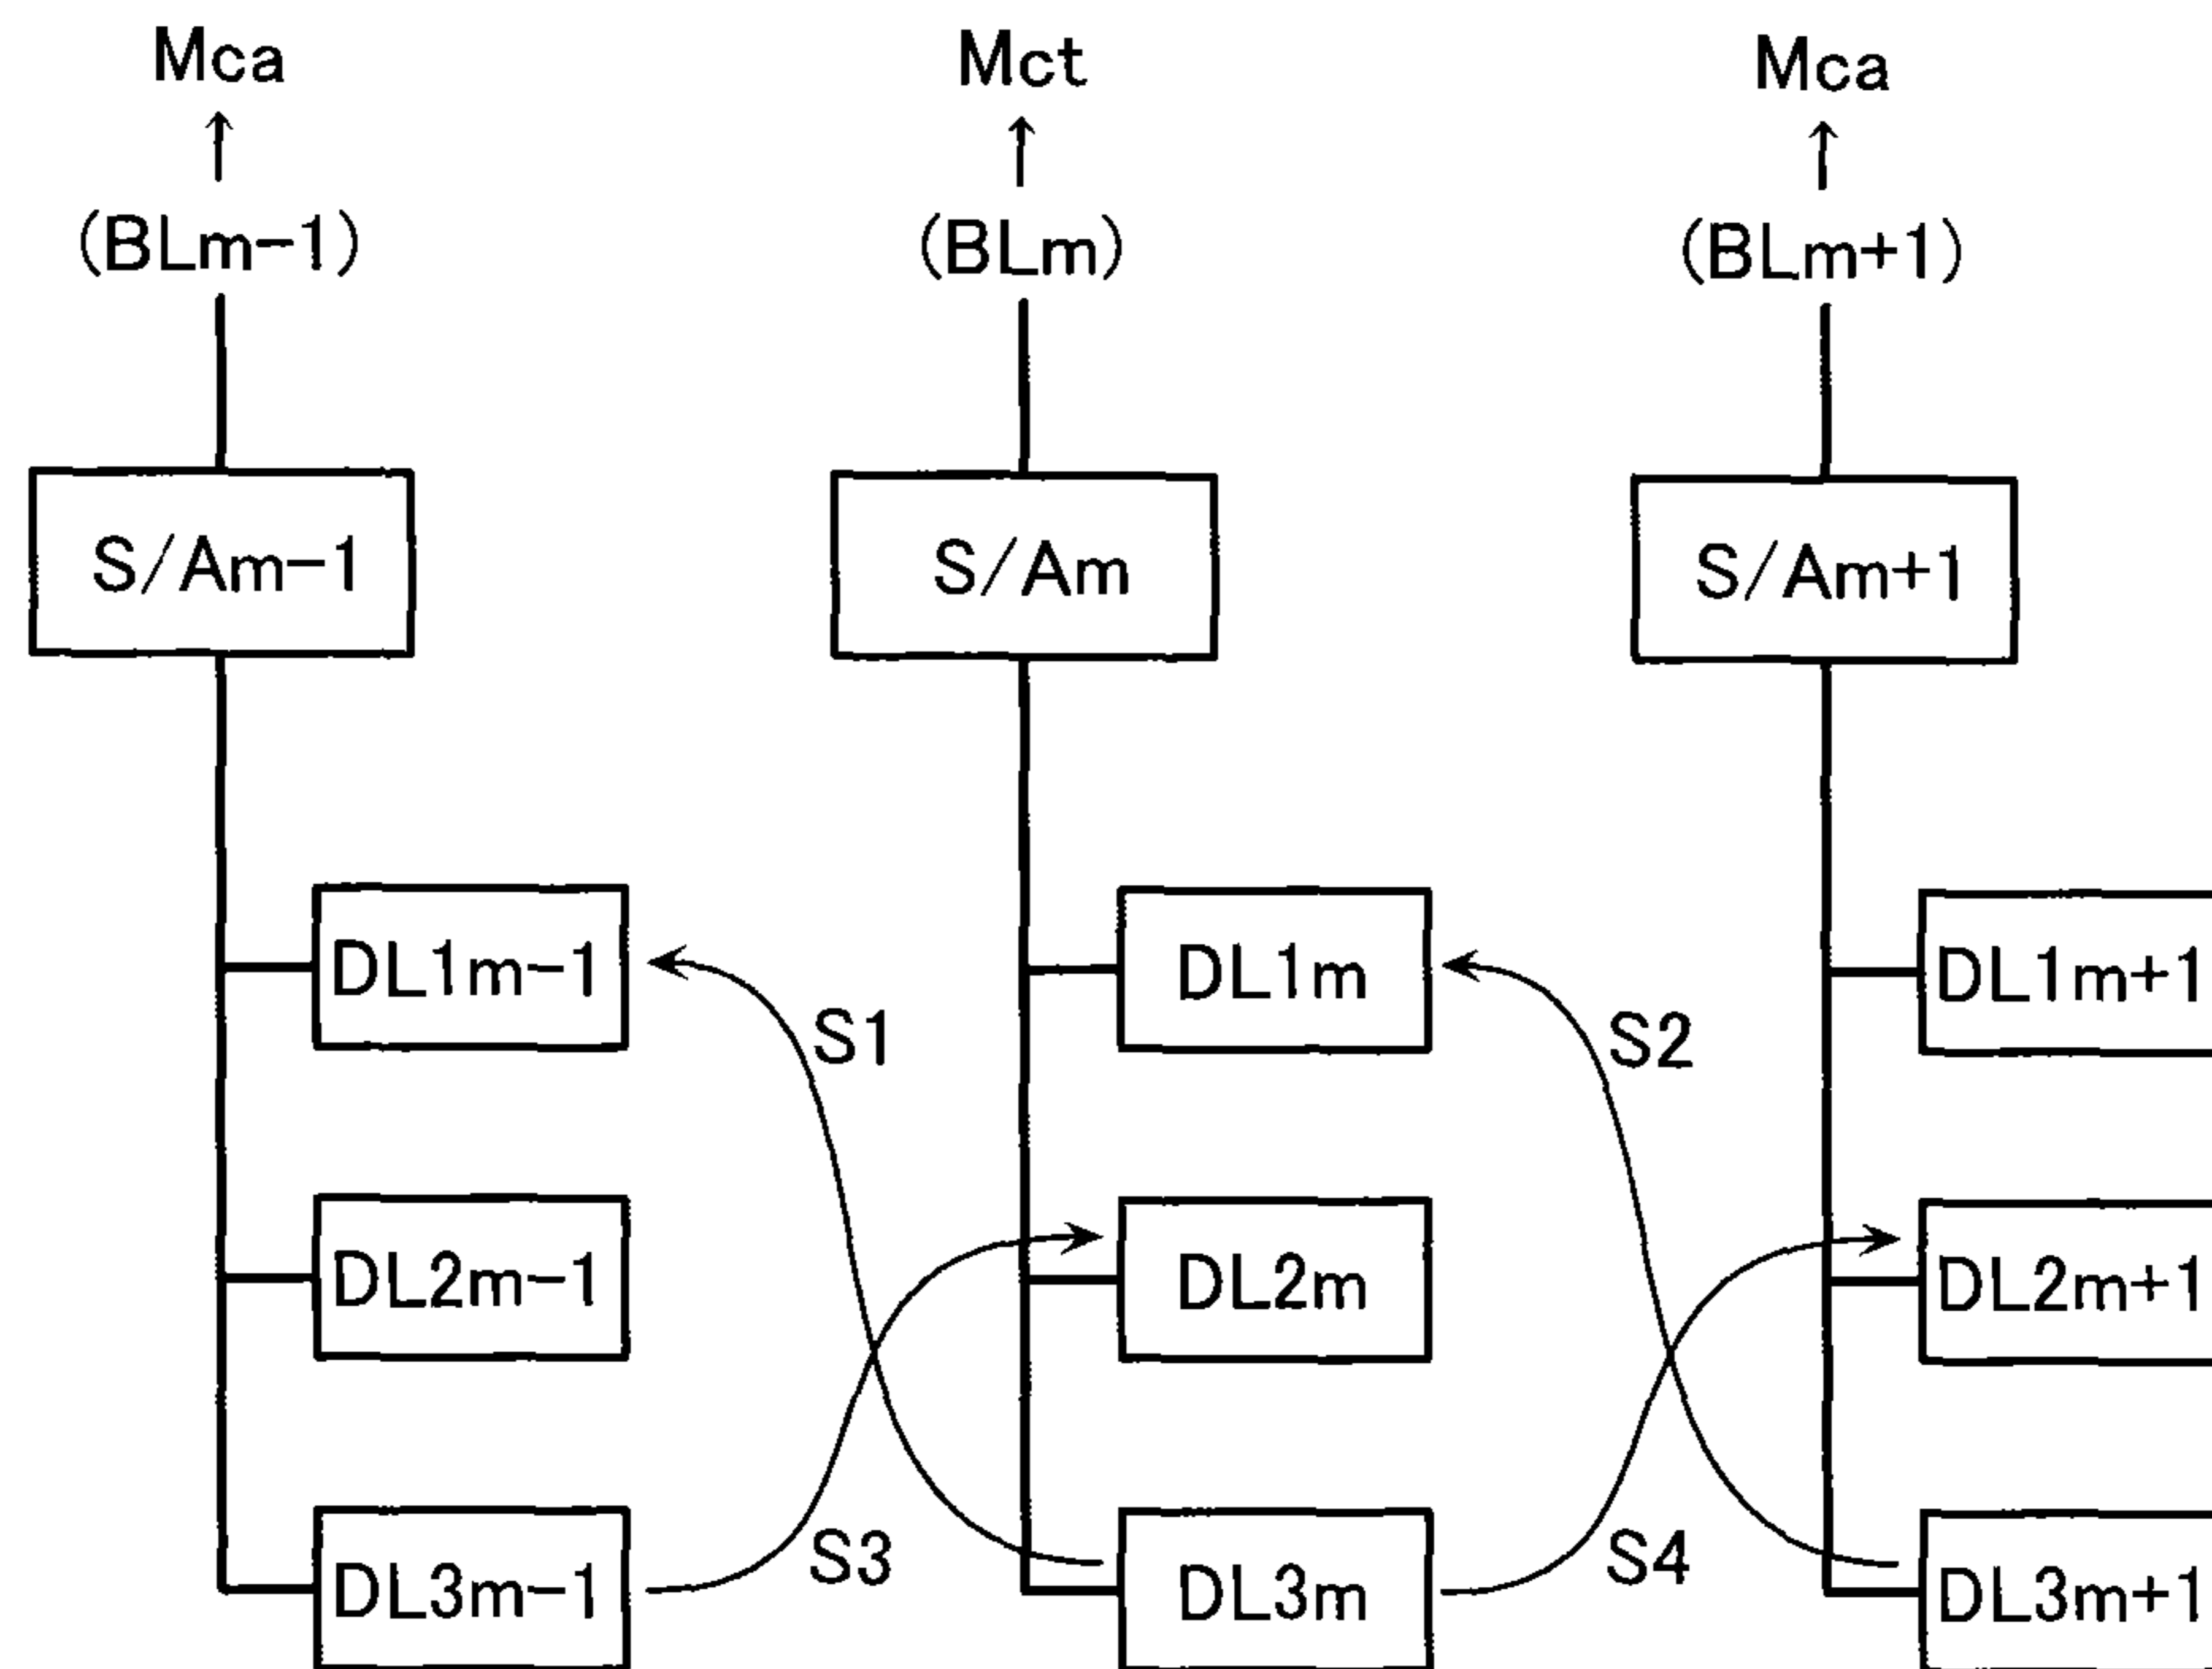 Mca Mct Mca
(BLm-1) (BLm) (BLm+1)
S/Am-1 S/Am S/Am+1
DL1m-1 DL1m DL1m+1
S1 S2
DL2m-1 DL2m DL2m+1
S3 S4
DL3m-1 DL3m DL3m+1